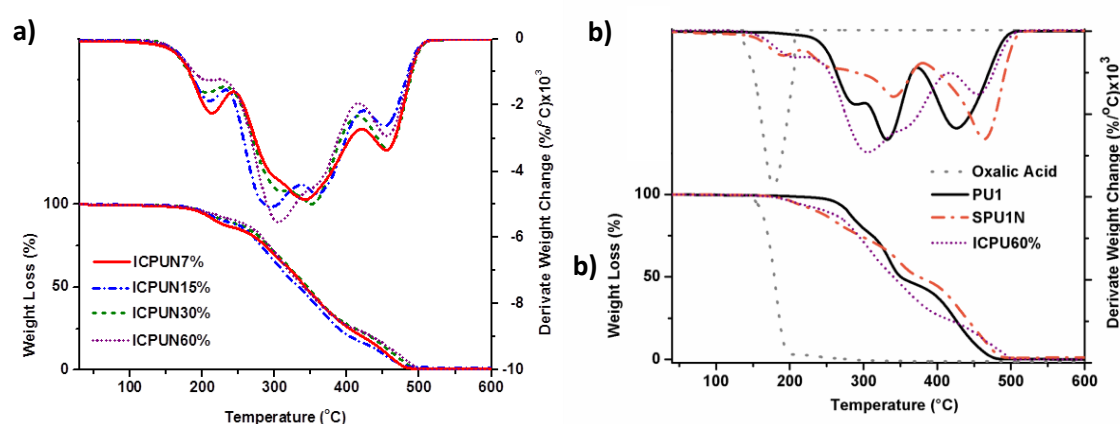 a)
100
50
0
Weight Loss (%)
ICPUN7%
ICPUN15%
ICPUN30%
ICPUN60%
100
200
300
400
500
600
Temperature (°C)
0
-2
-4
-6
-8
-10
Derivate Weight Change (%/°C)x10³
b)
b)
100
50
0
Weight Loss (%)
Oxalic Acid
PU1
SPU1N
ICPU60%
100
200
300
400
500
600
Temperature (°C)
Derivate Weight Change (%/°C)x10³